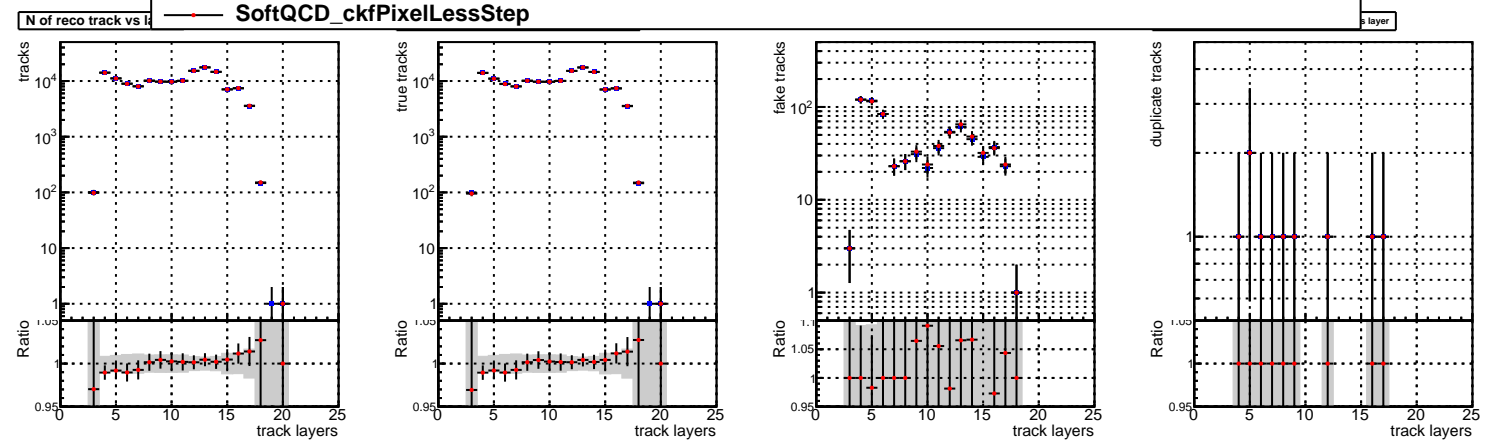 SoftQCD_ckfPixelLessStep
N of reco track vs la
s layer
tracks
10⁴
10³
10²
10
1
Ratio
1.05
1
0.95
0 5 10 15 20 25
track layers
true tracks
10⁴
10³
10²
10
1
Ratio
1.05
1
0.95
0 5 10 15 20 25
track layers
fake tracks
10²
10
1
Ratio
1.1
1.05
1
0.95
0 5 10 15 20 25
track layers
duplicate tracks
1
Ratio
1.05
1
0.95
0 5 10 15 20 25
track layers